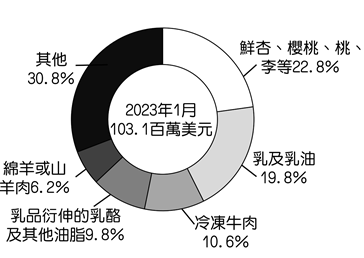 其他
30.8%
鮮杏、櫻桃、桃、
李等22.8%
2023年1月
103.1百萬美元
綿羊或山
羊肉6.2%
乳及乳油
19.8%
乳品衍伸的乳酪
及其他油脂9.8%
冷凍牛肉
10.6%